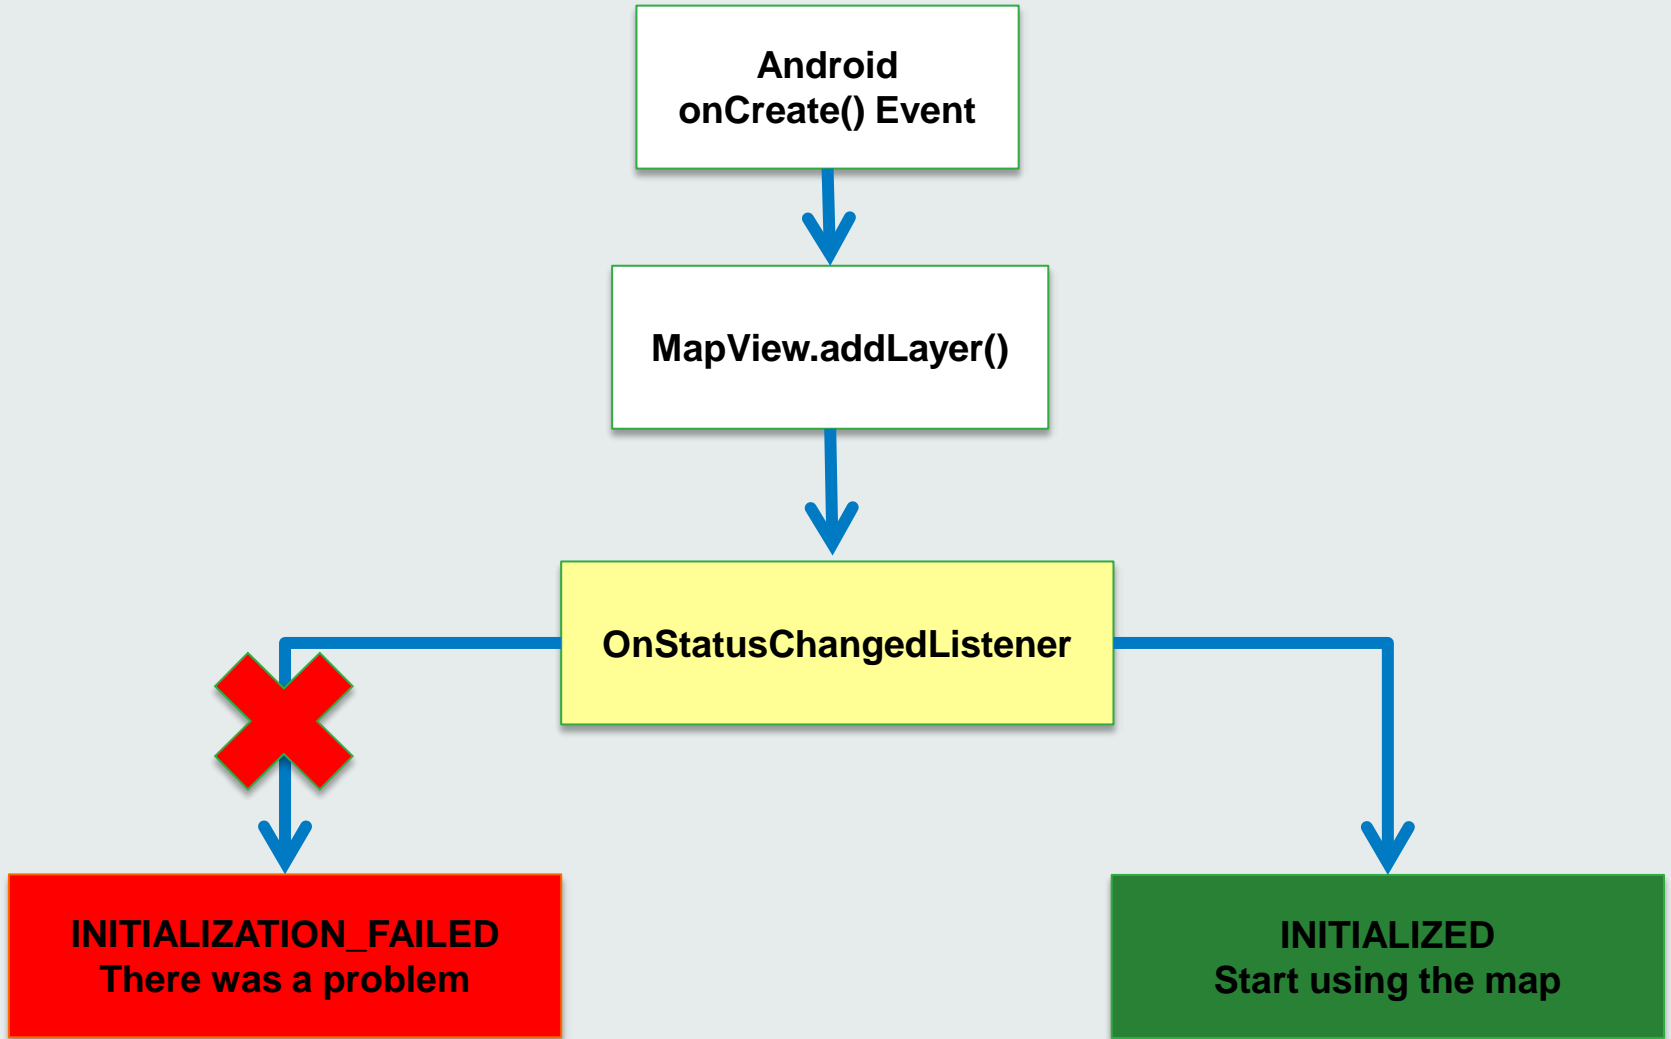 Android
onCreate() Event
MapView.addLayer()
OnStatusChangedListener
INITIALIZATION_FAILED
There was a problem
INITIALIZED
Start using the map